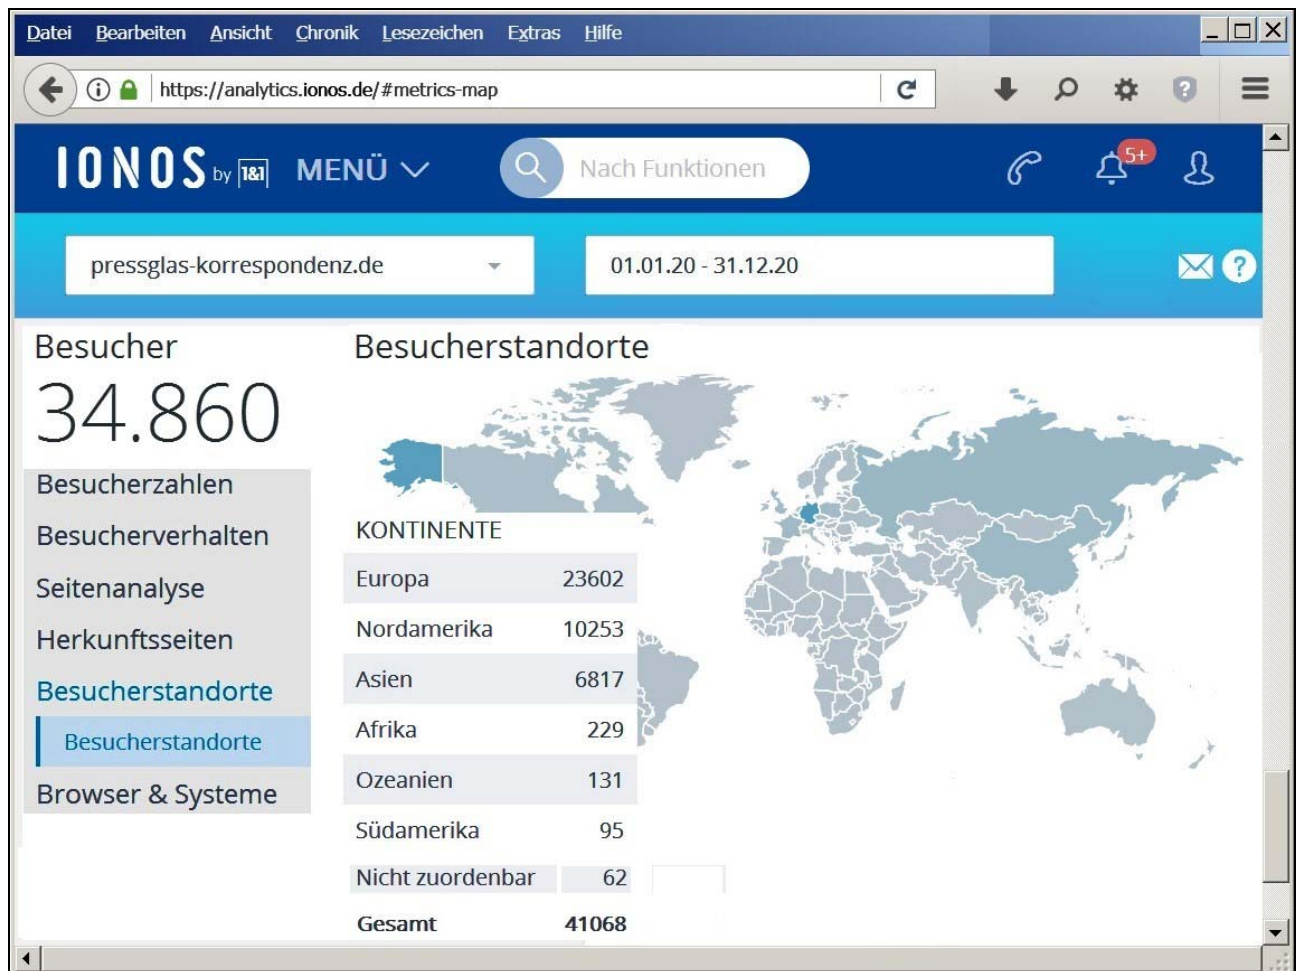 Datei Bearbeiten Ansicht Chronik Lesezeichen Extras Hilfe
https://analytics.ionos.de/#metrics-map
IONOS by 1&1 MENÜ Nach Funktionen 5+
pressglas-korrespondenz.de 01.01.20 - 31.12.20
Besucher
34.860
Besucherzahlen
Besucherverhalten
Seitenanalyse
Herkunftsseiten
Besucherstandorte
Besucherstandorte
Browser & Systeme
Besucherstandorte
KONTINENTE
Europa 23602
Nordamerika 10253
Asien 6817
Afrika 229
Ozeanien 131
Südamerika 95
Nicht zuordenbar 62
Gesamt 41068